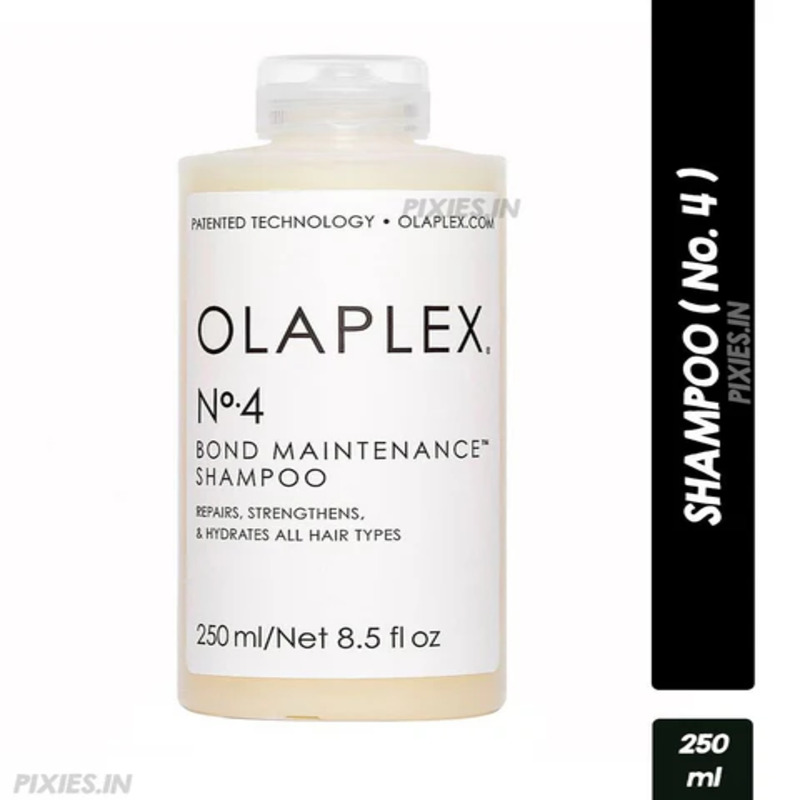 PIXIES.IN
PATENTED TECHNOLOGY • OLAPLEX.COM
OLAPLEX.
Nº.4
BOND MAINTENANCE™
SHAMPOO
REPAIRS, STRENGTHENS,
& HYDRATES ALL HAIR TYPES
250 ml/Net 8.5 fl oz
SHAMPOO ( No. 4 )
PIXIES.IN
250
ml
PIXIES.IN